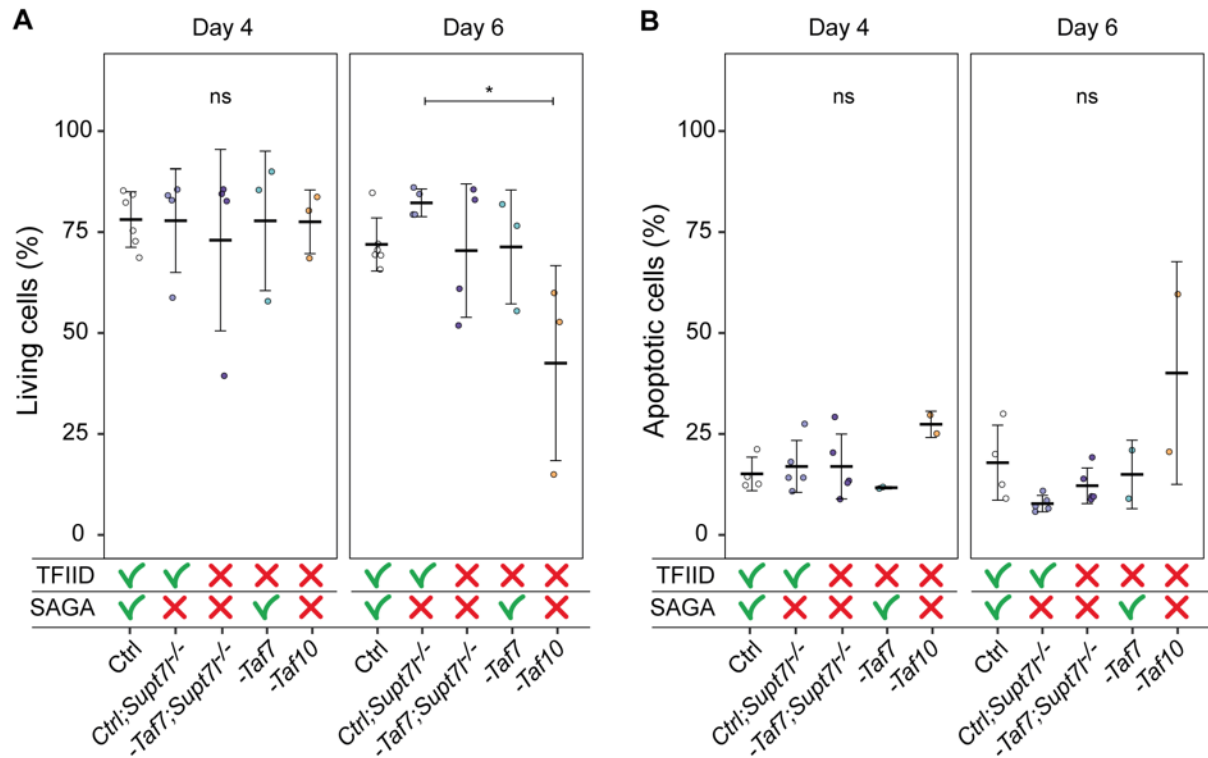 A
Day 4
Day 6
ns
*
Living cells (%)
100
75
50
25
0
TFIID
SAGA
Ctrl
Ctrl;Supt7l-/-
-Taf7;Supt7l-/-
-Taf7
-Taf10
Ctrl
Ctrl;Supt7l-/-
-Taf7;Supt7l-/-
-Taf7
-Taf10
B
Day 4
Day 6
ns
ns
Apoptotic cells (%)
100
75
50
25
0
TFIID
SAGA
Ctrl
Ctrl;Supt7l-/-
-Taf7;Supt7l-/-
-Taf7
-Taf10
Ctrl
Ctrl;Supt7l-/-
-Taf7;Supt7l-/-
-Taf7
-Taf10